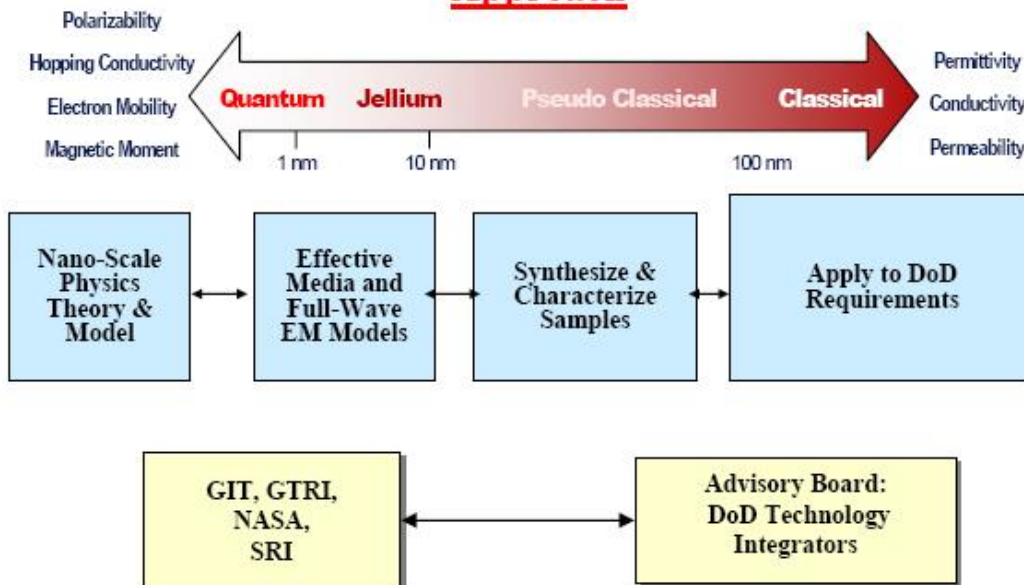 Polarizability
Hopping Conductivity
Electron Mobility
Magnetic Moment
Quantum Jellium Pseudo Classical Classical
1 nm 10 nm 100 nm
Permittivity
Conductivity
Permeability
Nano-Scale
Physics
Theory &
Model
Effective
Media and
Full-Wave
EM Models
Synthesize &
Characterize
Samples
Apply to DoD
Requirements
GIT, GTRI,
NASA,
SRI
Advisory Board:
DoD Technology
Integrators